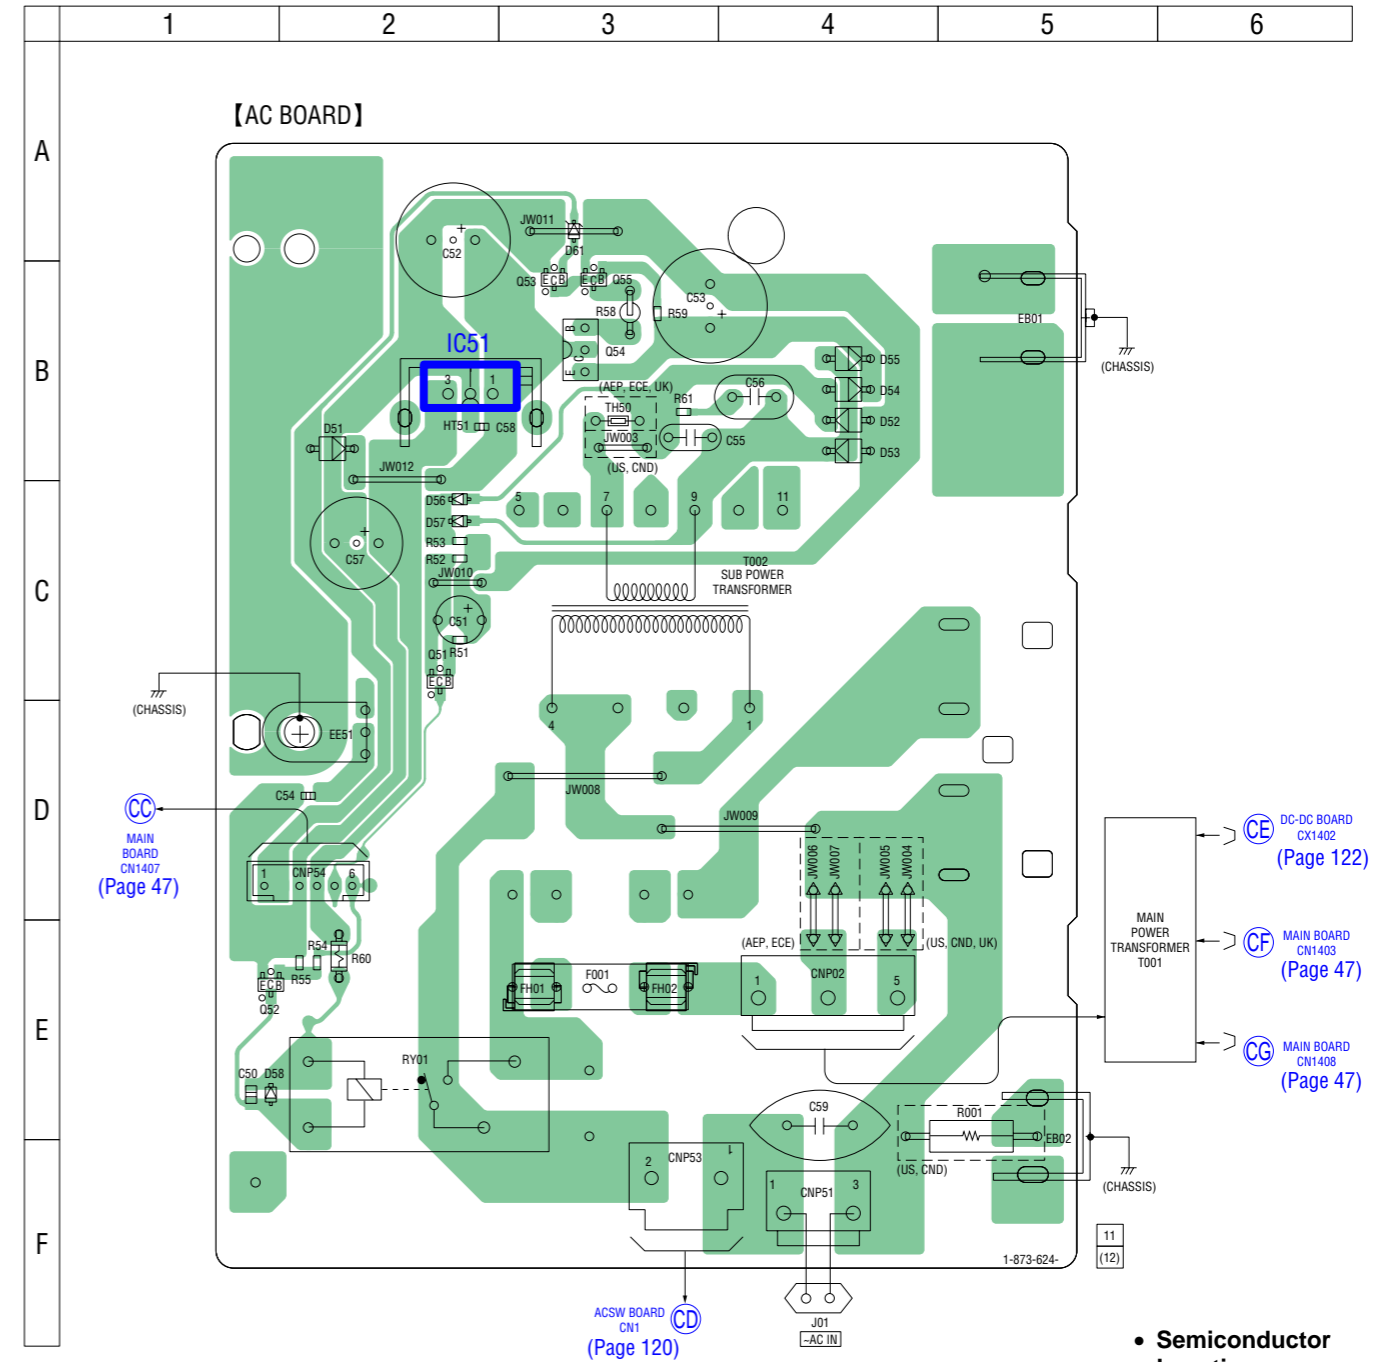 1 2 3 4 5 6
A
B
C
D
E
F
【AC BOARD】
JW011
D61
C52
Q53 E C B
E C B Q55
C53
R58
R59
EB01
(CHASSIS)
IC51
B
C
E
Q54
D55
3 1
(AEP, ECE, UK)
C56
D54
TH50
R61
D52
HT51
C58
D51
JW003
C55
D53
(US, CND)
JW012
D56
5 7 9 11
D57
R53
C57
R52
JW010
T002
SUB POWER
TRANSFORMER
C51
R51
Q51
E C B
(CHASSIS)
4 1
EE51
JW008
C54
JW009
CC
MAIN
BOARD
CN1407
(Page 47)
CE
DC-DC BOARD
CX1402
(Page 122)
JW006
JW007
JW005
JW004
1 CNP54 6
MAIN
POWER
TRANSFORMER
T001
CF
MAIN BOARD
CN1403
(Page 47)
(AEP, ECE)
(US, CND, UK)
R54
R60
R55
E C B
Q52
FH01
F001
FH02
1 CNP02 5
CG
MAIN BOARD
CN1408
(Page 47)
RY01
C50 D58
C59
R001
EB02
(US, CND)
(CHASSIS)
2 CNP53 1
1 CNP51 3
11
(12)
1-873-624-
ACSW BOARD
CN1
(Page 120)
CD
J01
~AC IN
• Semiconductor